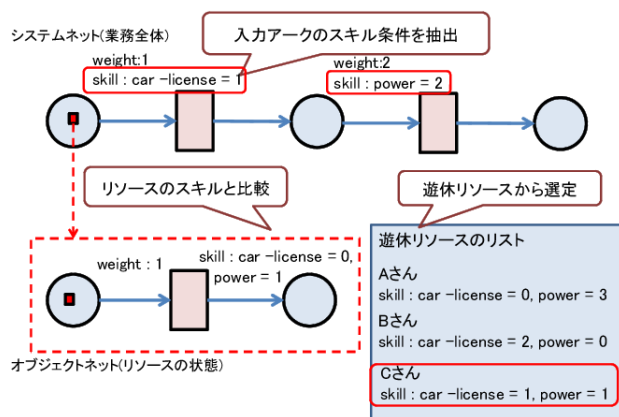 システムネット(業務全体)
入力アークのスキル条件を抽出
weight:1
skill : car -license = 1
weight:2
skill : power = 2
リソースのスキルと比較
遊休リソースから選定
weight : 1
skill : car -license = 0,
power = 1
オブジェクトネット(リソースの状態)
遊休リソースのリスト
Aさん
skill : car -license = 0, power = 3
Bさん
skill : car -license = 2, power = 0
Cさん
skill : car -license = 1, power = 1